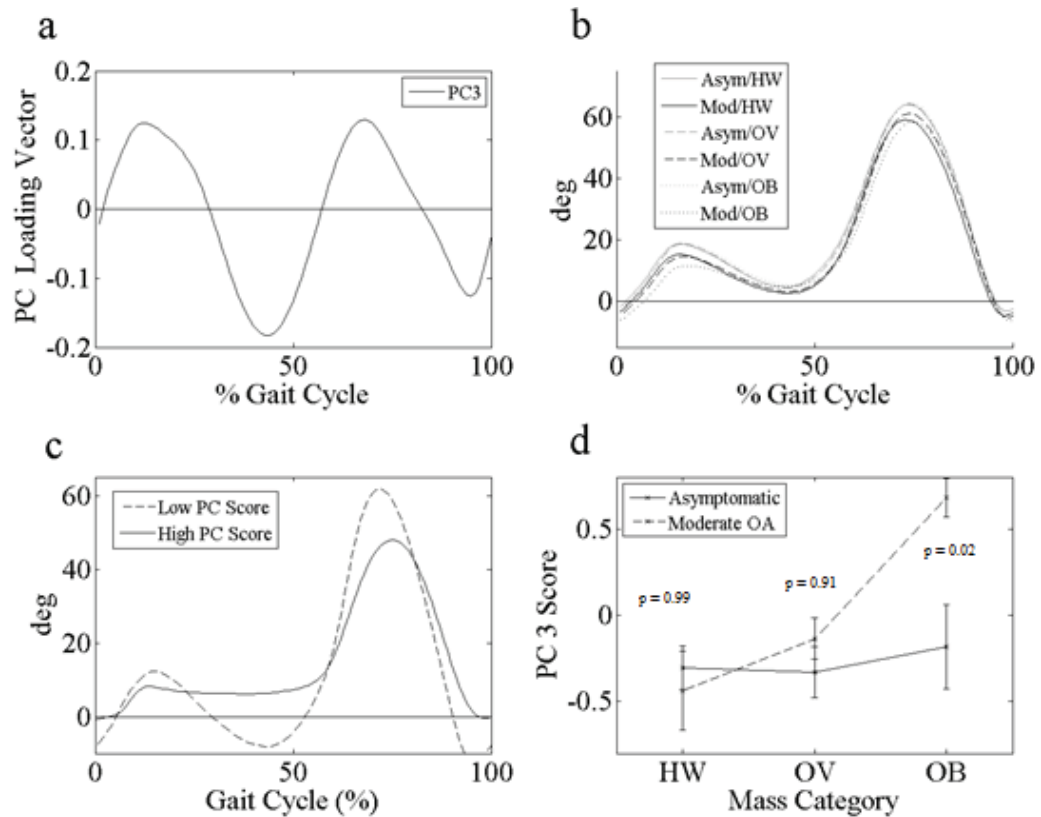 a
0.2
0.1
0
-0.1
-0.2
PC Loading Vector
PC3
0
50
100
% Gait Cycle
b
Asym/HW
Mod/HW
Asym/OV
Mod/OV
Asym/OB
Mod/OB
60
40
20
0
deg
0
50
100
% Gait Cycle
c
Low PC Score
High PC Score
60
40
20
0
deg
0
50
100
Gait Cycle (%)
d
Asymptomatic
Moderate OA
0.5
0
-0.5
PC 3 Score
p = 0.99
p = 0.91
p = 0.02
HW
OV
OB
Mass Category